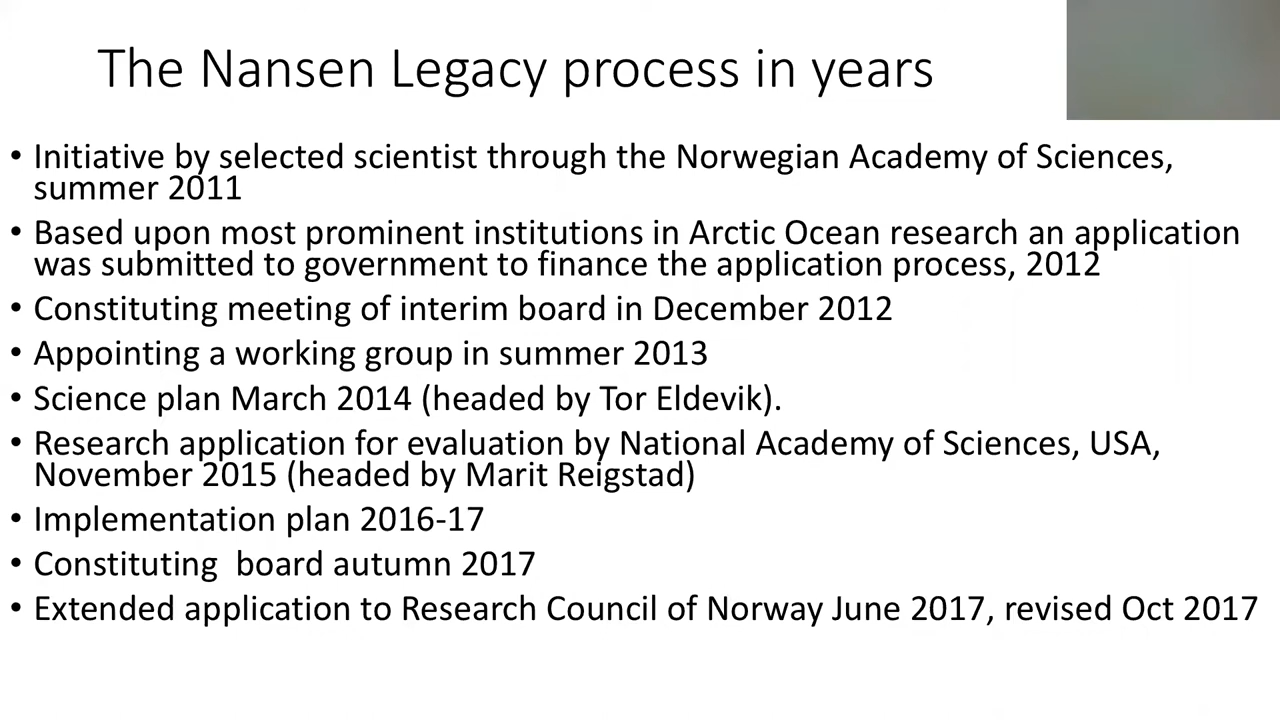 The Nansen Legacy process in years
• Initiative by selected scientist through the Norwegian Academy of Sciences,
summer 2011
• Based upon most prominent institutions in Arctic Ocean research an application
was submitted to government to finance the application process, 2012
• Constituting meeting of interim board in December 2012
• Appointing a working group in summer 2013
• Science plan March 2014 (headed by Tor Eldevik).
• Research application for evaluation by National Academy of Sciences, USA,
November 2015 (headed by Marit Reigstad)
• Implementation plan 2016-17
• Constituting  board autumn 2017
• Extended application to Research Council of Norway June 2017, revised Oct 2017